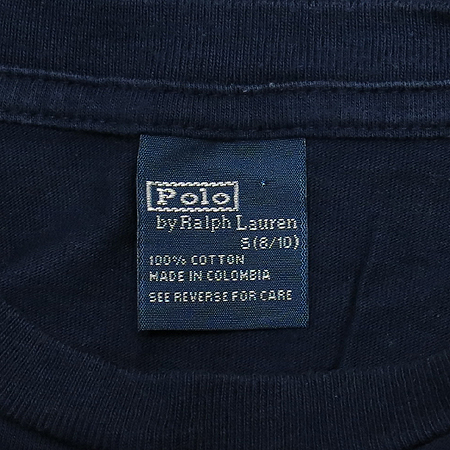 Polo
by Ralph Lauren
S (8/10)
100% COTTON
MADE IN COLOMBIA
SEE REVERSE FOR CARE